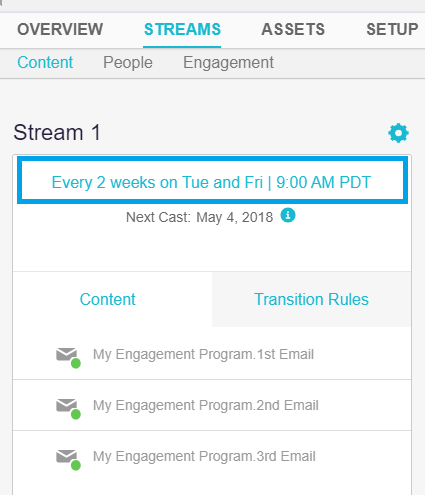 OVERVIEW STREAMS ASSETS SETUP
Content People Engagement
Stream 1
Every 2 weeks on Tue and Fri | 9:00 AM PDT
Next Cast: May 4, 2018
Content Transition Rules
My Engagement Program.1st Email
My Engagement Program.2nd Email
My Engagement Program.3rd Email